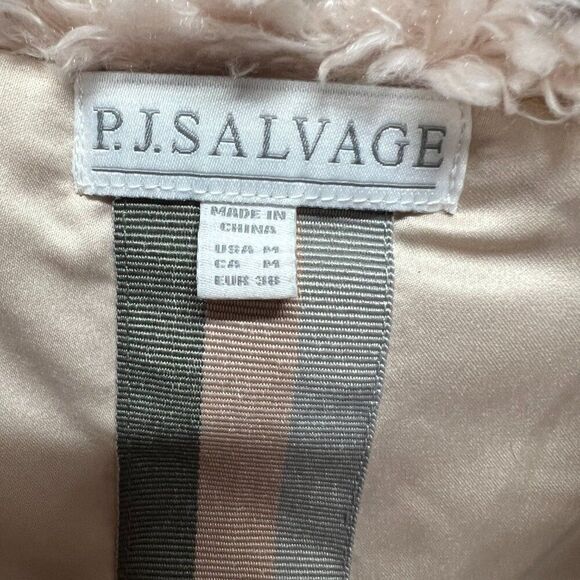 P.J.SALVAGE
MADE IN
CHINA
USA M
CA M
EUR 38